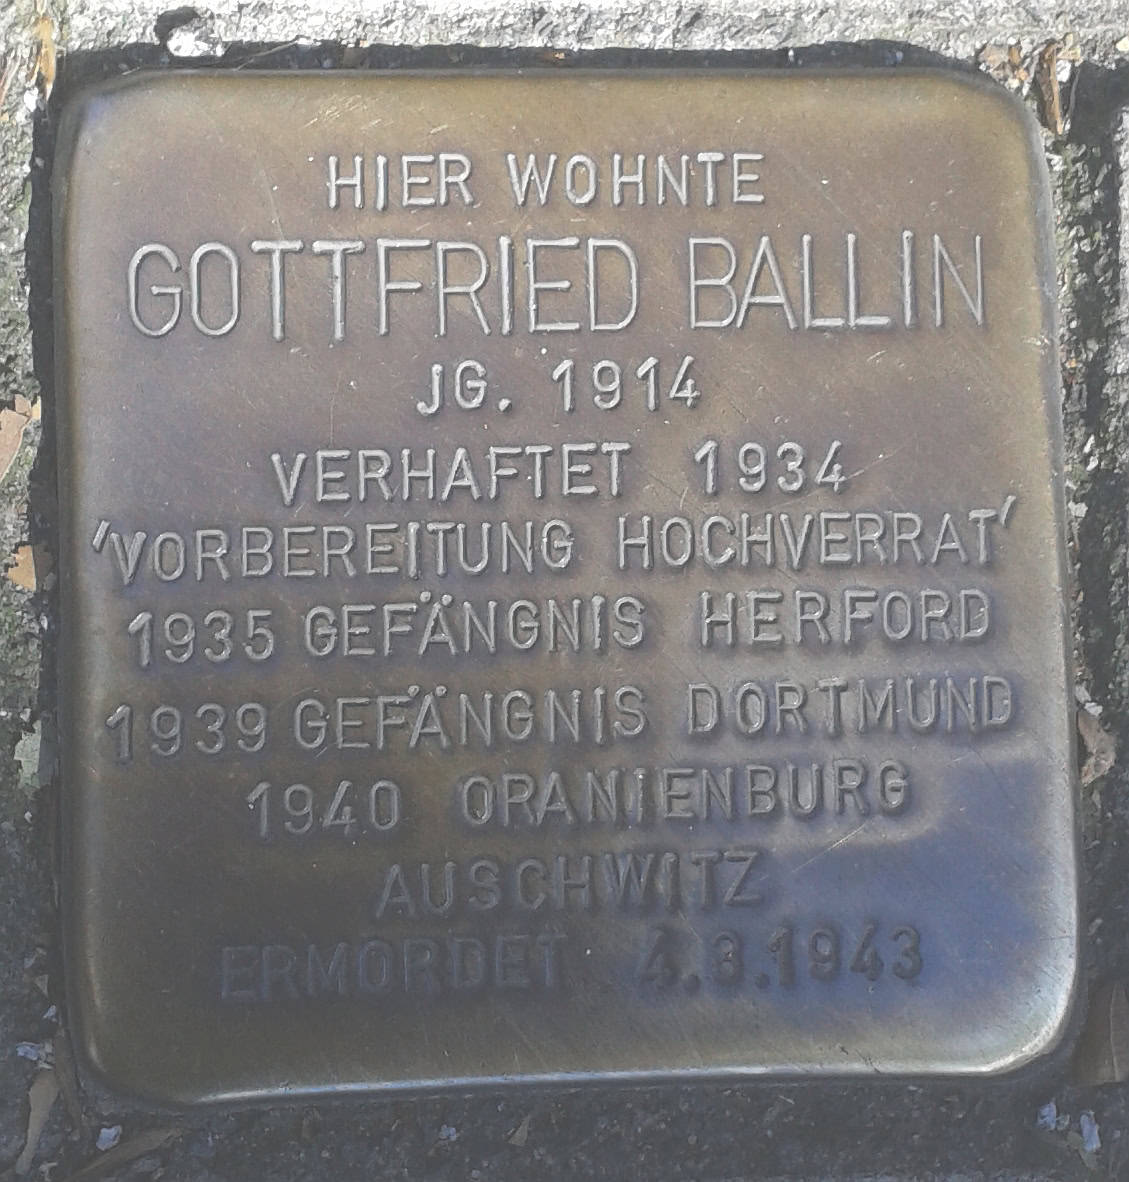 HIER WOHNTE
GOTTFRIED BALLIN
JG. 1914
VERHAFTET 1934
'VORBEREITUNG HOCHVERRAT'
1935 GEFÄNGNIS HERFORD
1939 GEFÄNGNIS DORTMUND
1940 ORANIENBURG
AUSCHWITZ
ERMORDET 4.3.1943